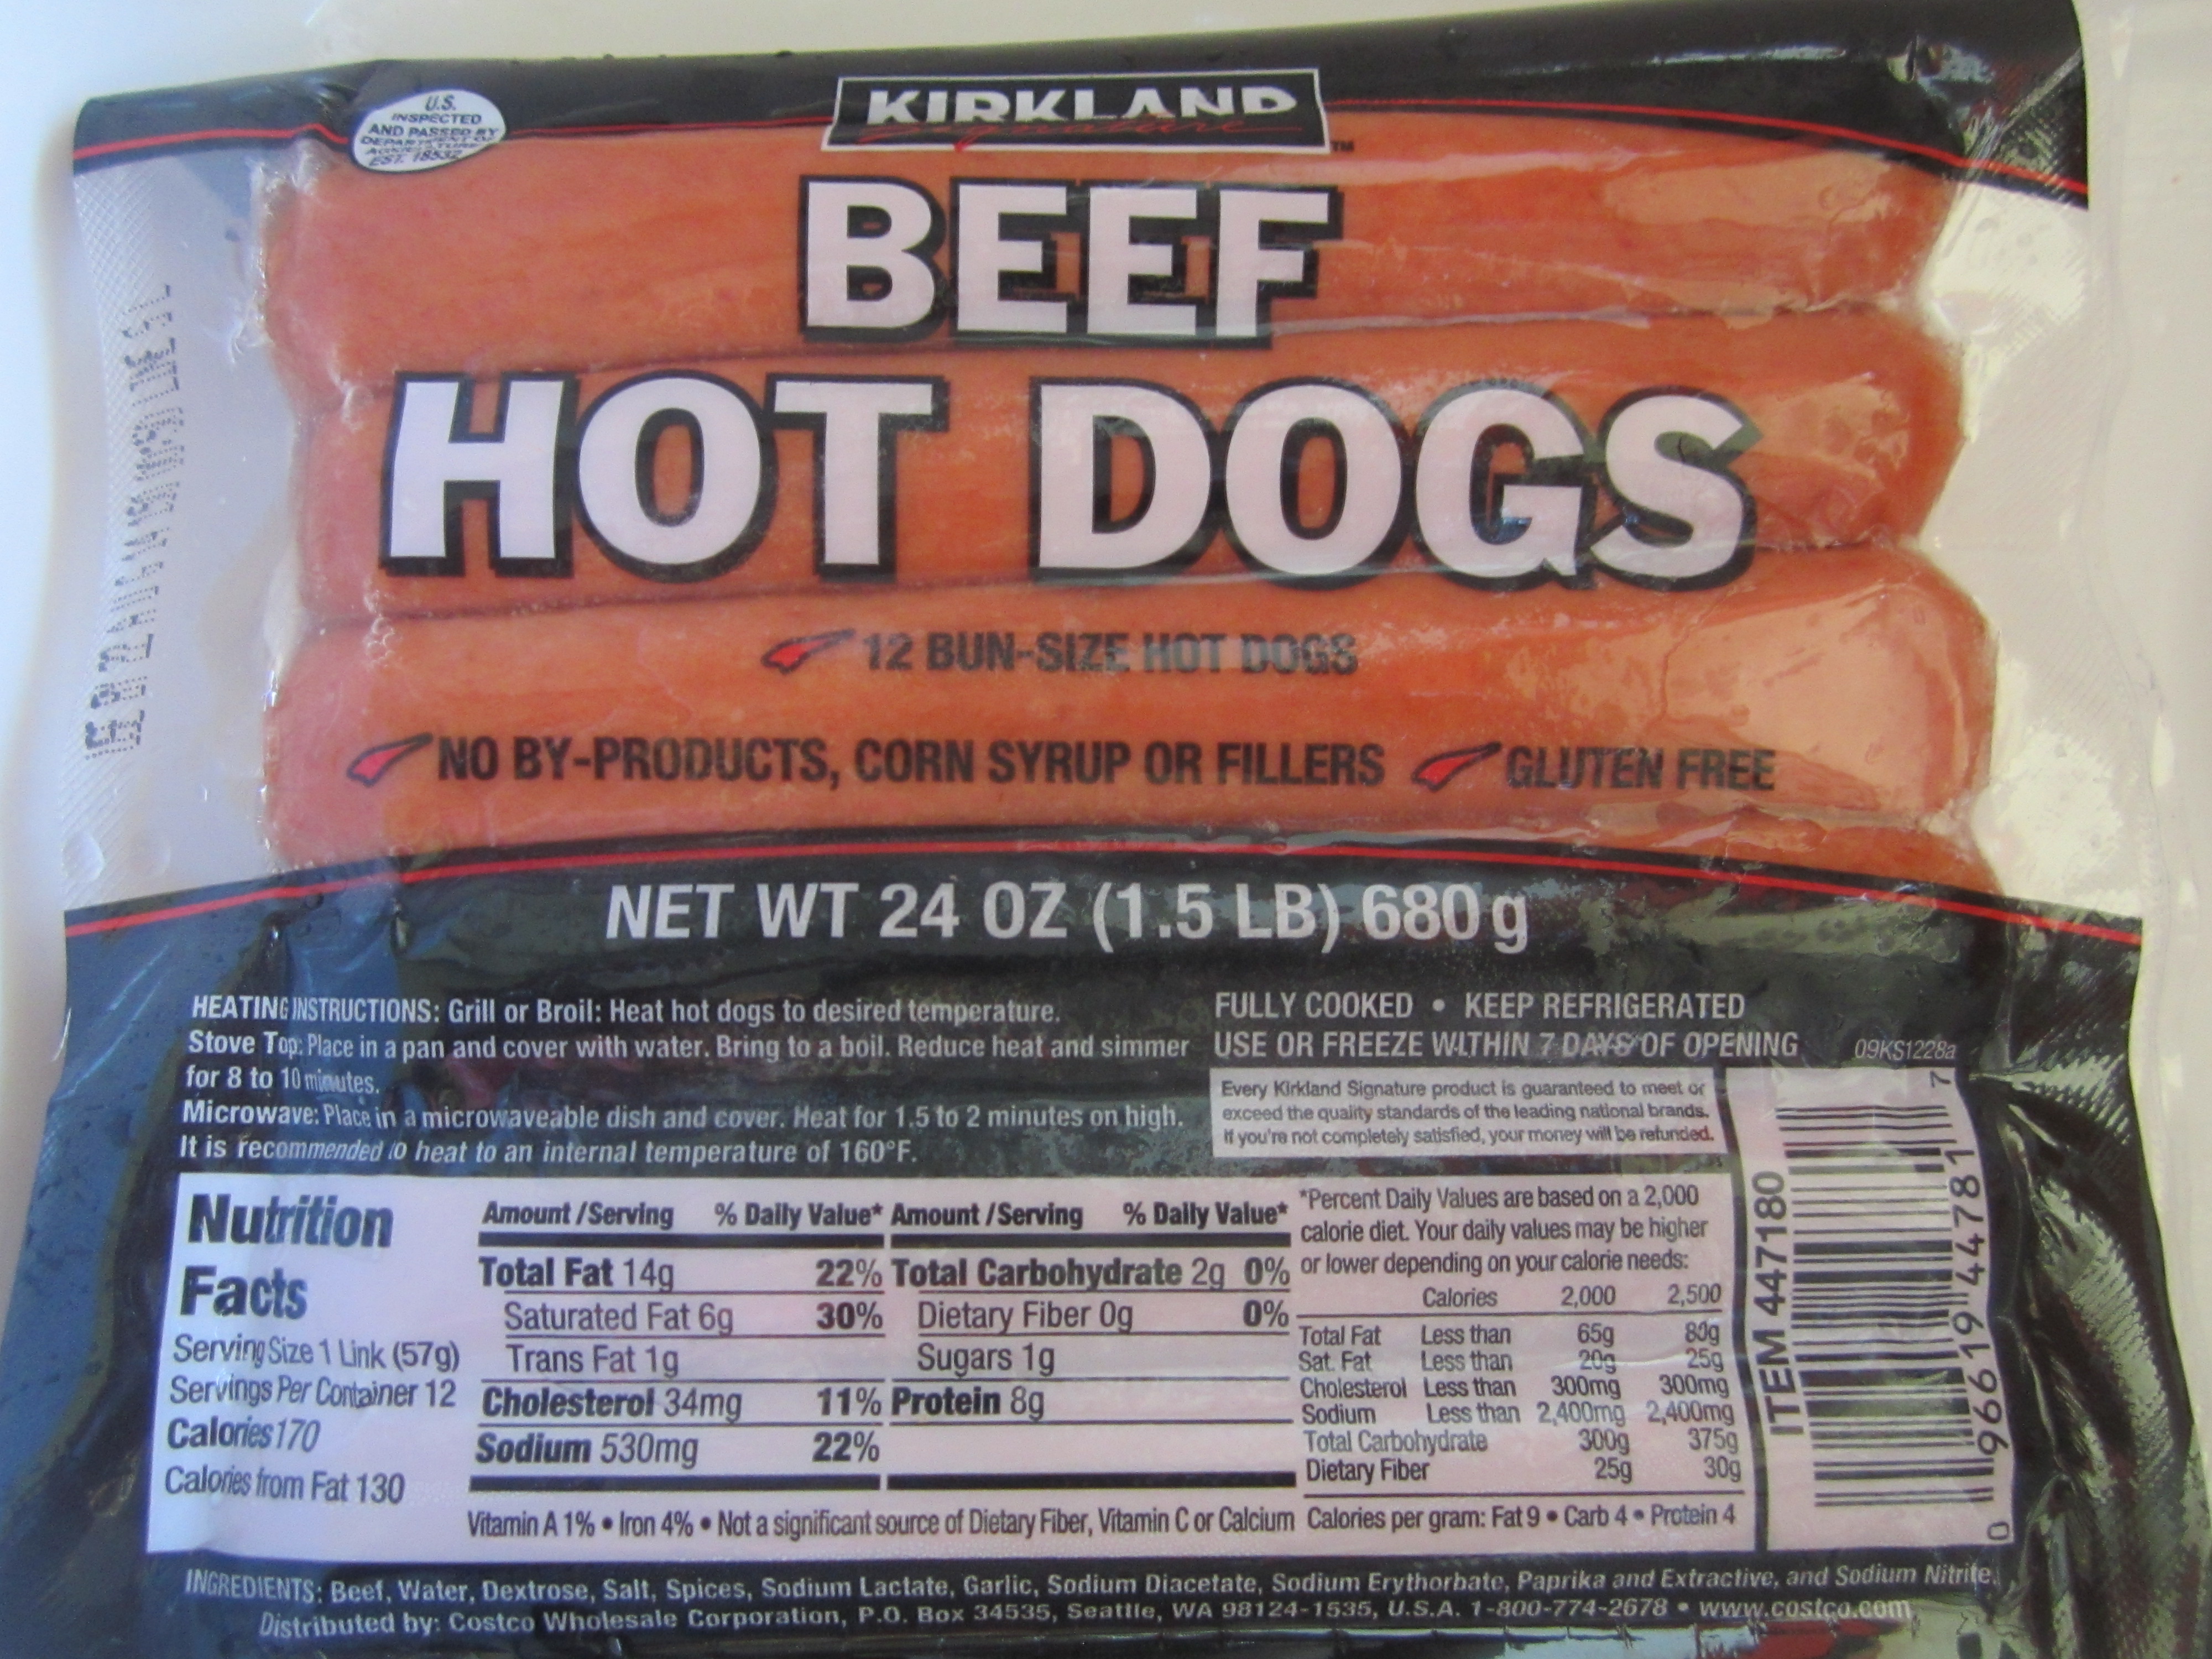 U.S.
INSPECTED
AND PASSED BY
DEPARTMENT OF
AGRICULTURE
EST. 18532
KIRKLAND
Signature
TM
BEEF
HOT DOGS
12 BUN-SIZE HOT DOGS
NO BY-PRODUCTS, CORN SYRUP OR FILLERS GLUTEN FREE
NET WT 24 OZ (1.5 LB) 680 g
HEATING INSTRUCTIONS: Grill or Broil: Heat hot dogs to desired temperature.
Stove Top: Place in a pan and cover with water. Bring to a boil. Reduce heat and simmer
for 8 to 10 minutes.
Microwave: Place in a microwaveable dish and cover. Heat for 1.5 to 2 minutes on high.
It is recommended to heat to an internal temperature of 160°F.
FULLY COOKED • KEEP REFRIGERATED
USE OR FREEZE WITHIN 7 DAYS OF OPENING
09KS1228a
Every Kirkland Signature product is guaranteed to meet or
exceed the quality standards of the leading national brands.
If you're not completely satisfied, your money will be refunded.
Nutrition
Facts
Serving Size 1 Link (57g)
Servings Per Container 12
Calories 170
Calories from Fat 130
Amount / Serving % Daily Value* Amount / Serving % Daily Value*
Total Fat 14g 22% Total Carbohydrate 2g 0%
Saturated Fat 6g 30% Dietary Fiber 0g 0%
Trans Fat 1g Sugars 1g
Cholesterol 34mg 11% Protein 8g
Sodium 530mg 22%
Vitamin A 1% • Iron 4% • Not a significant source of Dietary Fiber, Vitamin C or Calcium
*Percent Daily Values are based on a 2,000
calorie diet. Your daily values may be higher
or lower depending on your calorie needs:
Calories 2,000 2,500
Total Fat Less than 65g 80g
Sat. Fat Less than 20g 25g
Cholesterol Less than 300mg 300mg
Sodium Less than 2,400mg 2,400mg
Total Carbohydrate 300g 375g
Dietary Fiber 25g 30g
Calories per gram: Fat 9 • Carb 4 • Protein 4
ITEM 447180
0 96619 44781 7
INGREDIENTS: Beef, Water, Dextrose, Salt, Spices, Sodium Lactate, Garlic, Sodium Diacetate, Sodium Erythorbate, Paprika and Extractive, and Sodium Nitrite.
Distributed by: Costco Wholesale Corporation, P.O. Box 34535, Seattle, WA 98124-1535, U.S.A. 1-800-774-2678 • www.costco.com